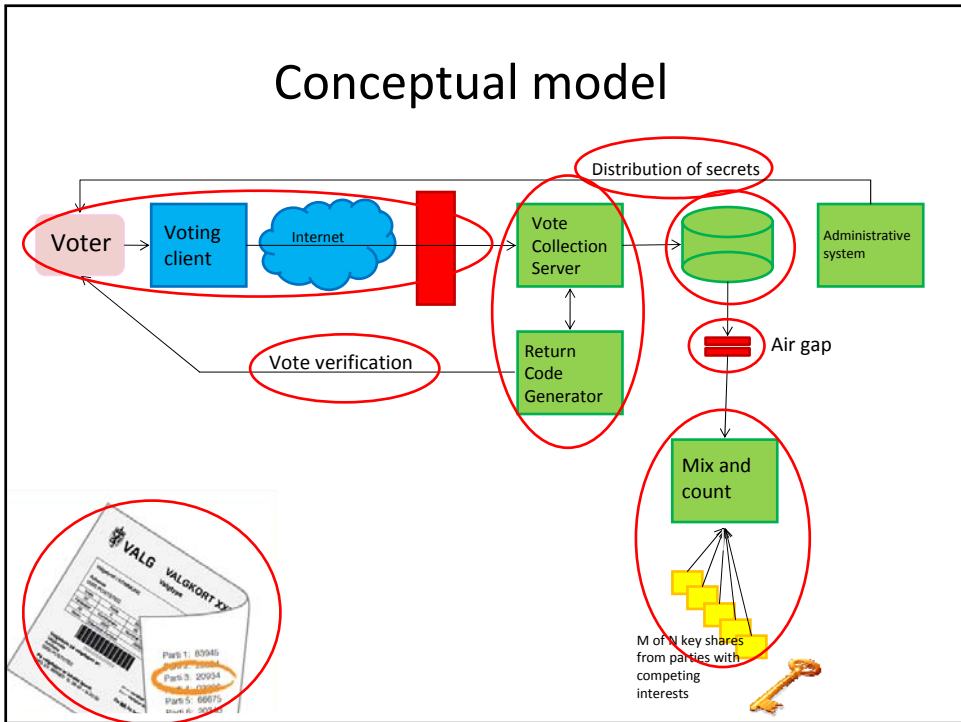 Conceptual model
Distribution of secrets
Voter
Voting
client
Internet
Vote
Collection
Server
Administrative
system
Vote verification
Return
Code
Generator
Air gap
Mix and
count
M of N key shares
from parties with
competing
interests
VALG
VALGKORT XX
Valgtype
Parti 1: 83945
Parti 3: 20934
Parti 5: 66675